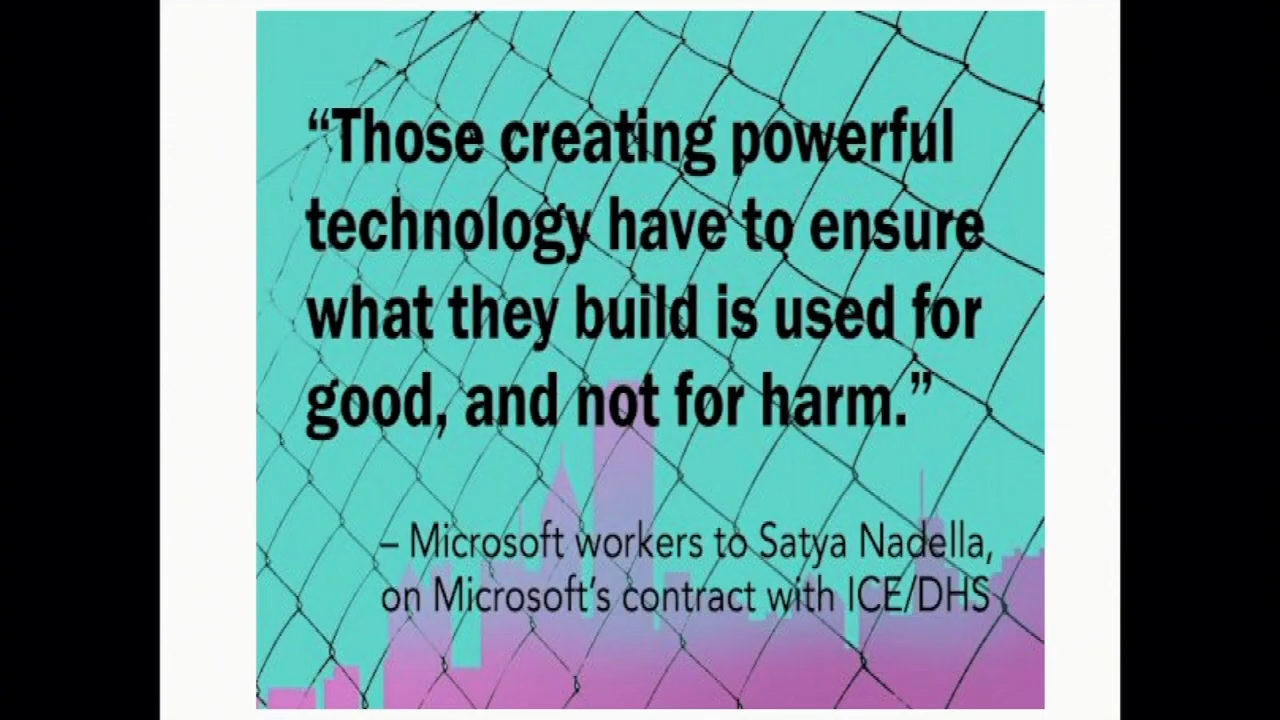 “Those creating powerful
technology have to ensure
what they build is used for
good, and not for harm.”
– Microsoft workers to Satya Nadella,
on Microsoft’s contract with ICE/DHS